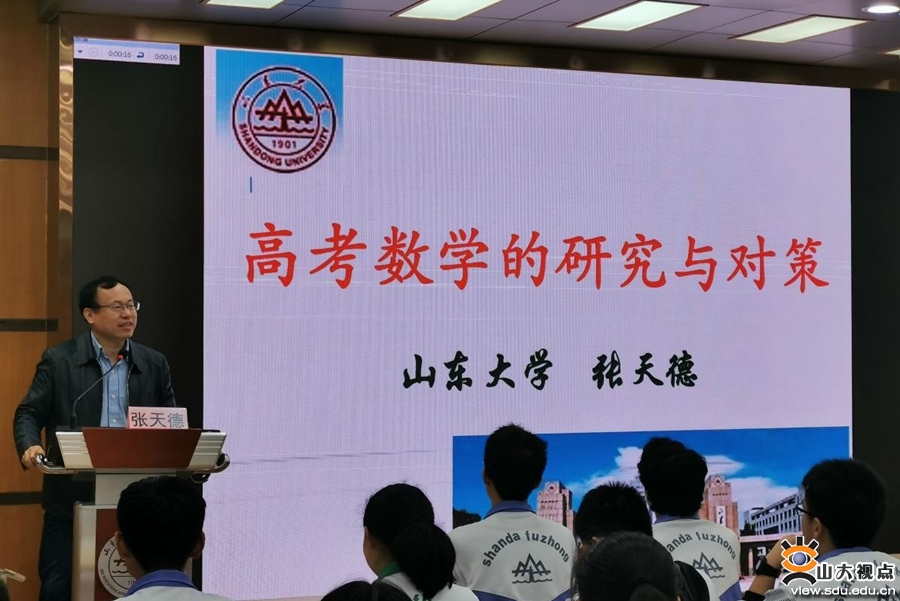 0:00:16 0:00:16
SHANDONG UNIVERSITY
1901
高考数学的研究与对策
山东大学 张天德
张天德
shanda fuzhong
shanda fuzhong
山大视点
view.sdu.edu.cn